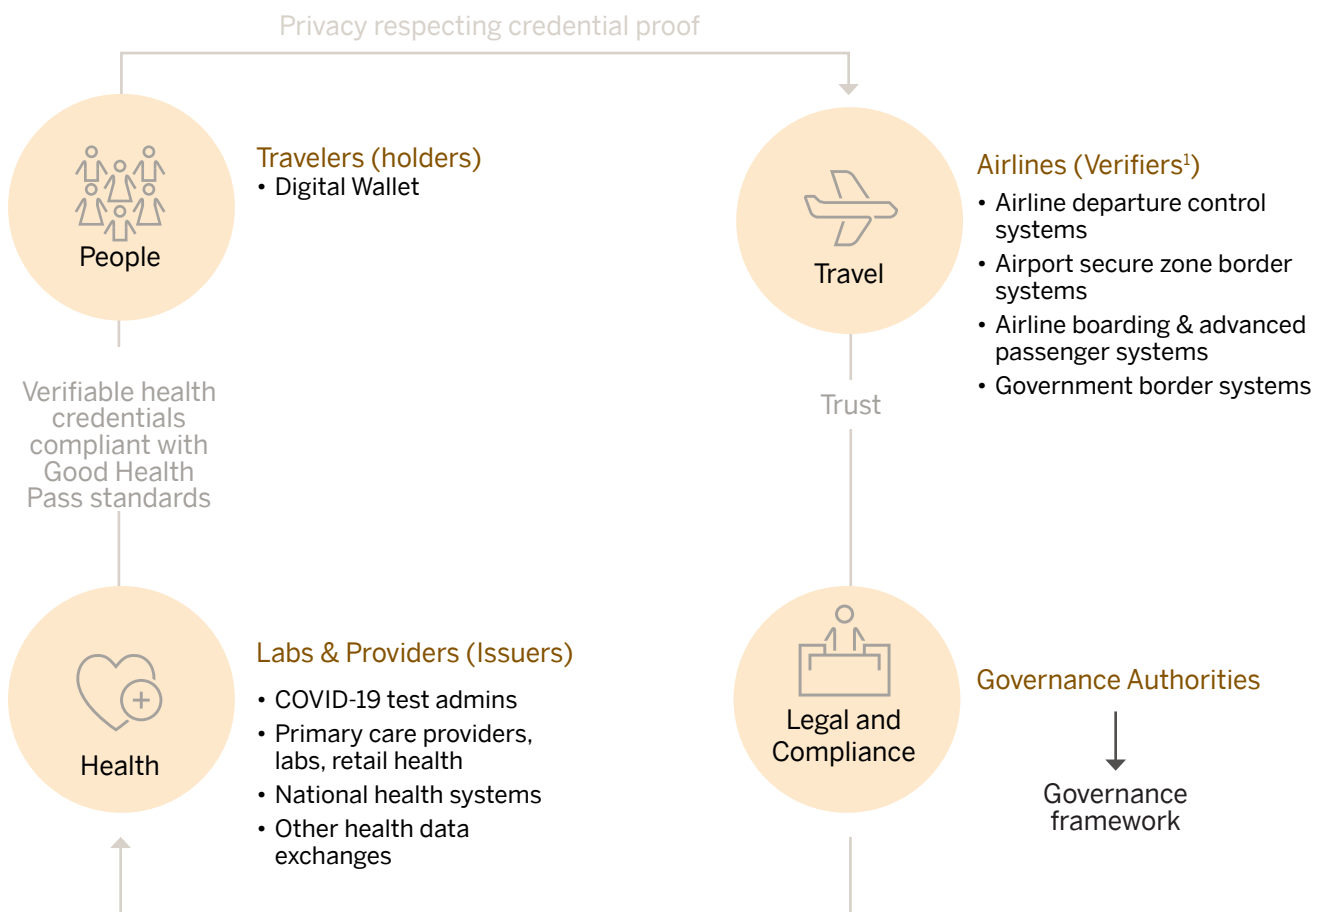 Privacy respecting credential proof
People
Travelers (holders)
• Digital Wallet
Travel
Airlines (Verifiers¹)
• Airline departure control
systems
• Airport secure zone border
systems
• Airline boarding & advanced
passenger systems
• Government border systems
Verifiable health
credentials
compliant with
Good Health
Pass standards
Trust
Health
Labs & Providers (Issuers)
• COVID-19 test admins
• Primary care providers,
labs, retail health
• National health systems
• Other health data
exchanges
Legal and
Compliance
Governance Authorities
Governance
framework